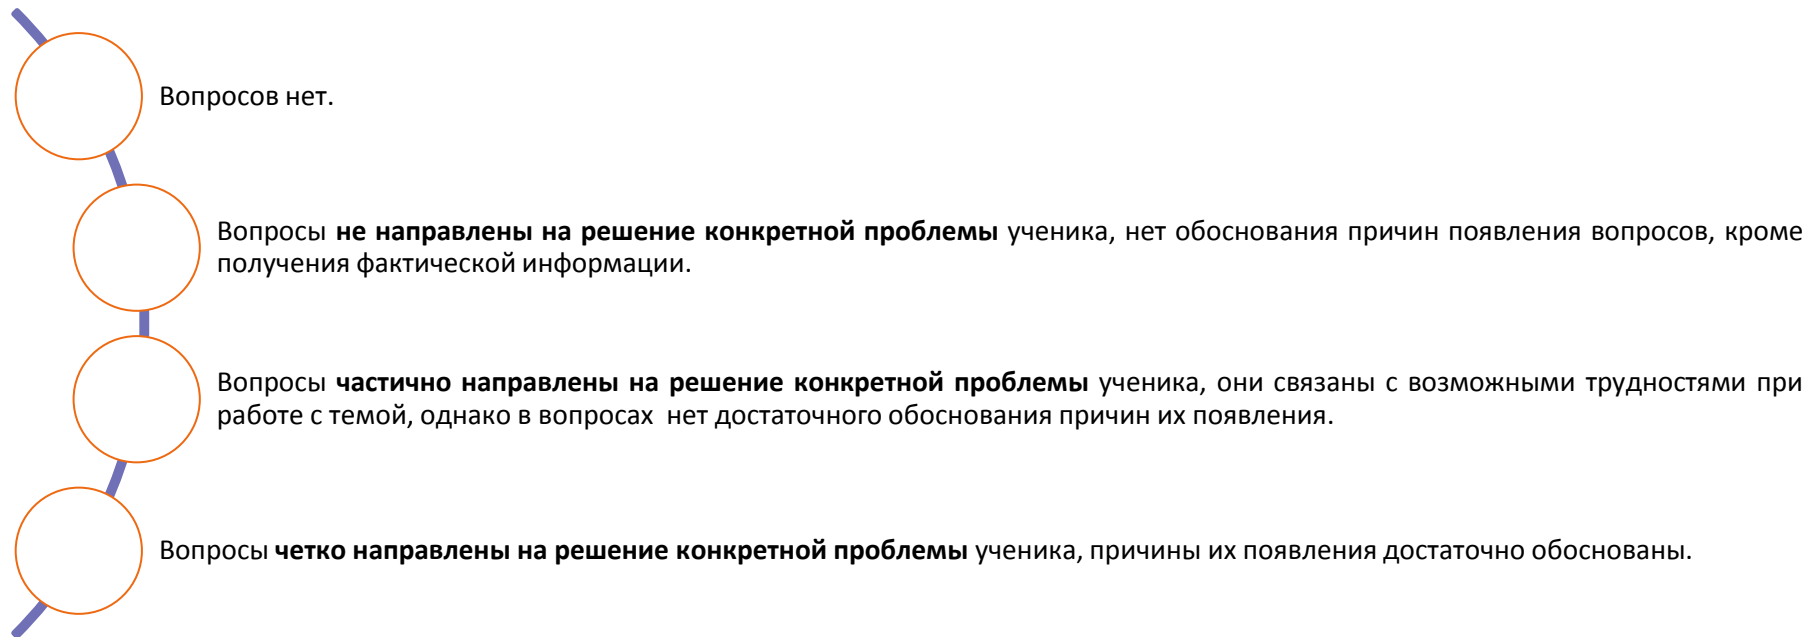 Вопросов нет.
Вопросы не направлены на решение конкретной проблемы ученика, нет обоснования причин появления вопросов, кроме
получения фактической информации.
Вопросы частично направлены на решение конкретной проблемы ученика, они связаны с возможными трудностями при
работе с темой, однако в вопросах  нет достаточного обоснования причин их появления.
Вопросы четко направлены на решение конкретной проблемы ученика, причины их появления достаточно обоснованы.